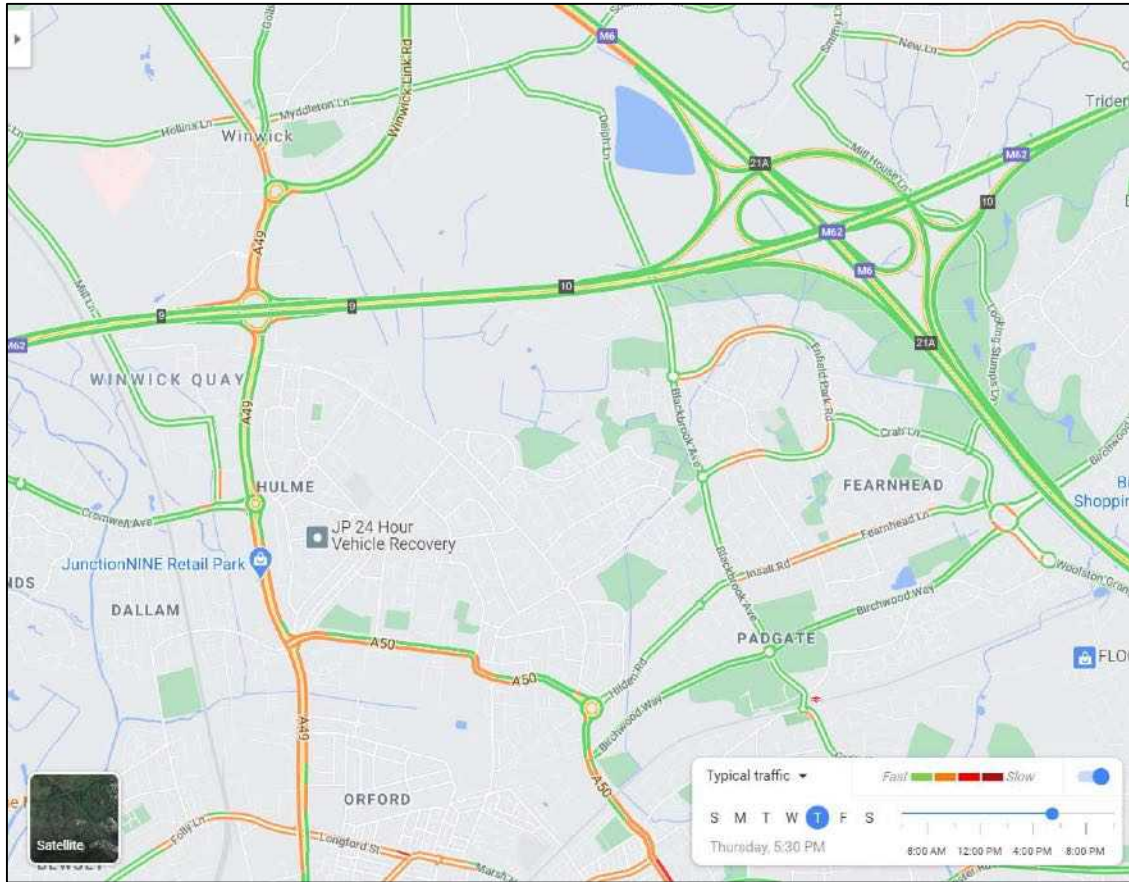 M6
New Ln
Winwick Link Rd
Myddleton Ln
Hollins Ln
Winwick
Delph Ln
Mill House Ln
21A
M62
10
A49
M62
M6
10
9
9
M62
21A
Mill Ln
WINWICK QUAY
A49
Enfield Park Rd
Blackbrook Ave
Crab Ln
HULME
FEARNHEAD
Cromwell Ave
JP 24 Hour
Vehicle Recovery
Fearnhead Ln
JunctionNINE Retail Park
Insall Rd
Blackbrook Ave
DALLAM
Birchwood Way
A50
PADGATE
A50
Hilden Rd
Birchwood Way
A49
A50
ORFORD
Folly Ln
Longford St
Satellite
Typical traffic
Fast
Slow
S M T W T F S
Thursday, 5:30 PM
8:00 AM 12:00 PM 4:00 PM 8:00 PM